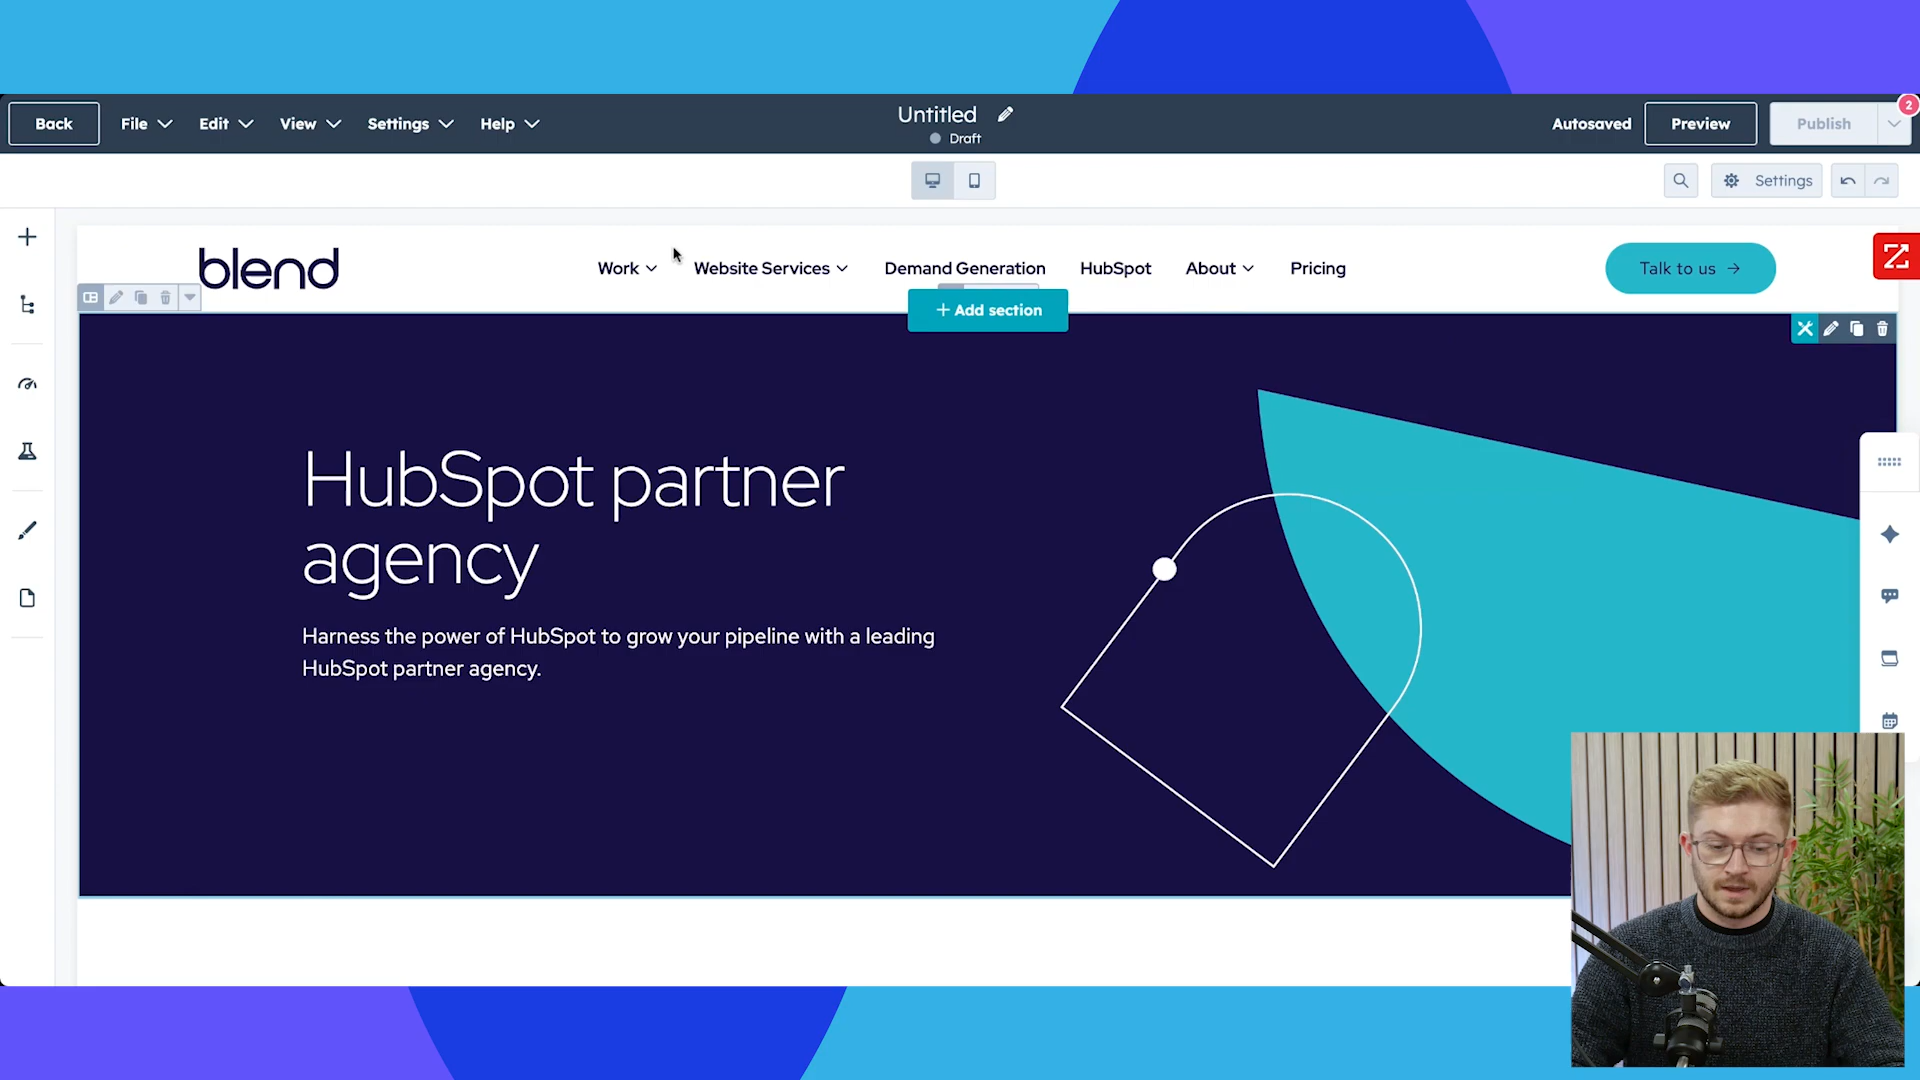 Back
File
Edit
View
Settings
Help
Untitled
Draft
Autosaved
Preview
Publish
2
Settings
blend
Work
Website Services
Demand Generation
HubSpot
About
Pricing
Talk to us →
+ Add section
HubSpot partner
agency
Harness the power of HubSpot to grow your pipeline with a leading
HubSpot partner agency.